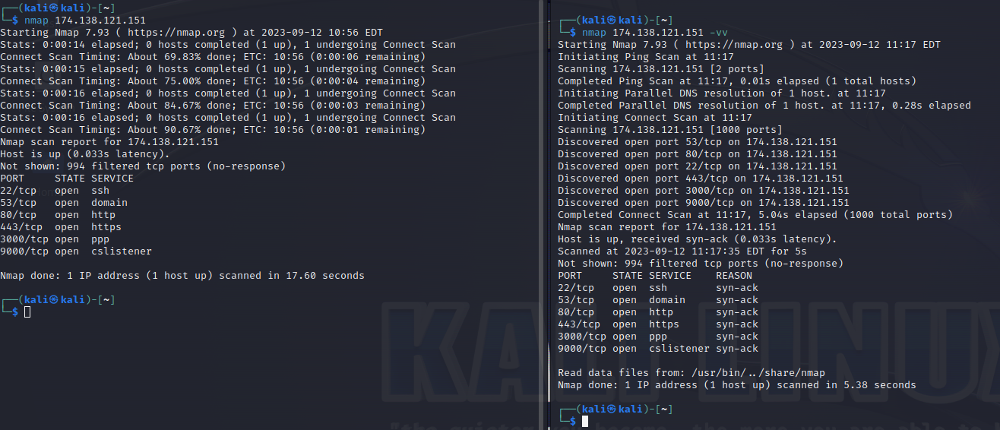 ┌──(kali㉿kali)-[~]
└─$ nmap 174.138.121.151
Starting Nmap 7.93 ( https://nmap.org ) at 2023-09-12 10:56 EDT
Stats: 0:00:14 elapsed; 0 hosts completed (1 up), 1 undergoing Connect Scan
Connect Scan Timing: About 69.83% done; ETC: 10:56 (0:00:06 remaining)
Stats: 0:00:15 elapsed; 0 hosts completed (1 up), 1 undergoing Connect Scan
Connect Scan Timing: About 75.00% done; ETC: 10:56 (0:00:04 remaining)
Stats: 0:00:16 elapsed; 0 hosts completed (1 up), 1 undergoing Connect Scan
Connect Scan Timing: About 84.67% done; ETC: 10:56 (0:00:03 remaining)
Stats: 0:00:16 elapsed; 0 hosts completed (1 up), 1 undergoing Connect Scan
Connect Scan Timing: About 90.67% done; ETC: 10:56 (0:00:01 remaining)
Nmap scan report for 174.138.121.151
Host is up (0.033s latency).
Not shown: 994 filtered tcp ports (no-response)
PORT     STATE SERVICE
22/tcp   open  ssh
53/tcp   open  domain
80/tcp   open  http
443/tcp  open  https
3000/tcp open  ppp
9000/tcp open  cslistener
Nmap done: 1 IP address (1 host up) scanned in 17.60 seconds
┌──(kali㉿kali)-[~]
└─$
┌──(kali㉿kali)-[~]
└─$ nmap 174.138.121.151 -vv
Starting Nmap 7.93 ( https://nmap.org ) at 2023-09-12 11:17 EDT
Initiating Ping Scan at 11:17
Scanning 174.138.121.151 [2 ports]
Completed Ping Scan at 11:17, 0.01s elapsed (1 total hosts)
Initiating Parallel DNS resolution of 1 host. at 11:17
Completed Parallel DNS resolution of 1 host. at 11:17, 0.28s elapsed
Initiating Connect Scan at 11:17
Scanning 174.138.121.151 [1000 ports]
Discovered open port 53/tcp on 174.138.121.151
Discovered open port 80/tcp on 174.138.121.151
Discovered open port 22/tcp on 174.138.121.151
Discovered open port 443/tcp on 174.138.121.151
Discovered open port 3000/tcp on 174.138.121.151
Discovered open port 9000/tcp on 174.138.121.151
Completed Connect Scan at 11:17, 5.04s elapsed (1000 total ports)
Nmap scan report for 174.138.121.151
Host is up, received syn-ack (0.033s latency).
Scanned at 2023-09-12 11:17:35 EDT for 5s
Not shown: 994 filtered tcp ports (no-response)
PORT     STATE SERVICE    REASON
22/tcp   open  ssh        syn-ack
53/tcp   open  domain     syn-ack
80/tcp   open  http       syn-ack
443/tcp  open  https      syn-ack
3000/tcp open  ppp        syn-ack
9000/tcp open  cslistener syn-ack
Read data files from: /usr/bin/../share/nmap
Nmap done: 1 IP address (1 host up) scanned in 5.38 seconds
┌──(kali㉿kali)-[~]
└─$
KALI LINUX